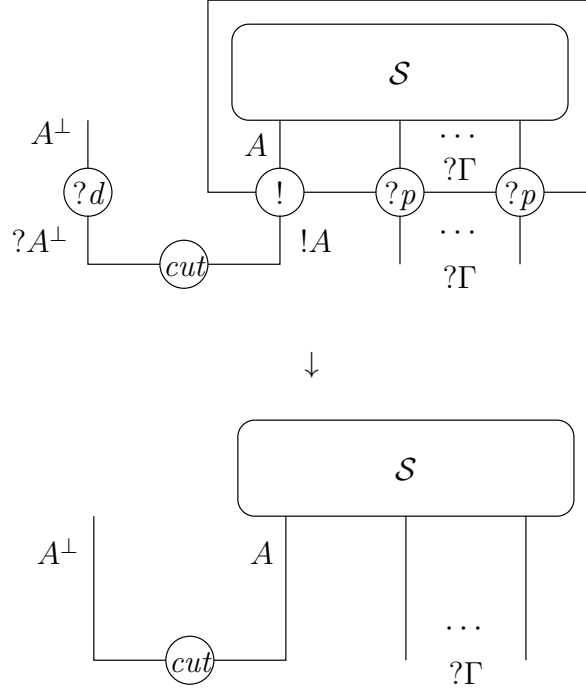 𝒮
A^⊥ A ⋯
?Γ
?d ! ?p ?p
?A^⊥ !A ⋯
cut ?Γ
↓
𝒮
A^⊥ A
⋯
cut ?Γ